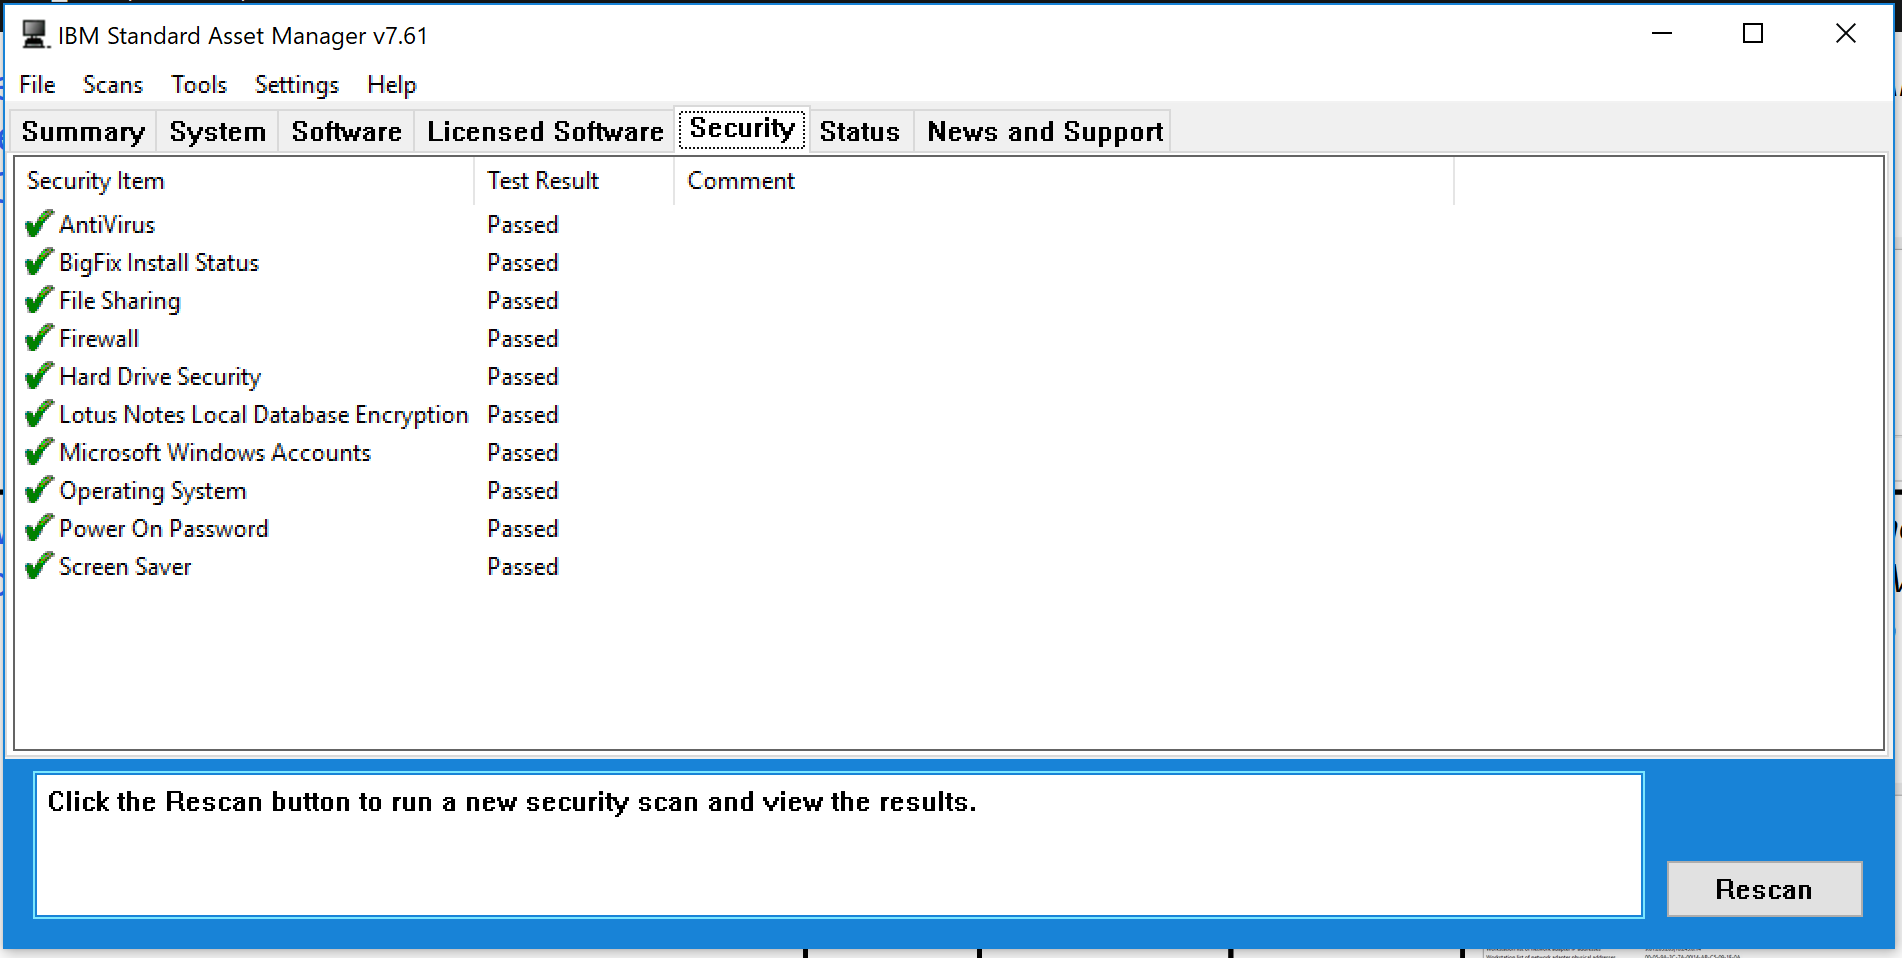 IBM Standard Asset Manager v7.61
File Scans Tools Settings Help
Summary System Software Licensed Software Security Status News and Support
Security Item Test Result Comment
AntiVirus Passed
BigFix Install Status Passed
File Sharing Passed
Firewall Passed
Hard Drive Security Passed
Lotus Notes Local Database Encryption Passed
Microsoft Windows Accounts Passed
Operating System Passed
Power On Password Passed
Screen Saver Passed
Click the Rescan button to run a new security scan and view the results.
Rescan